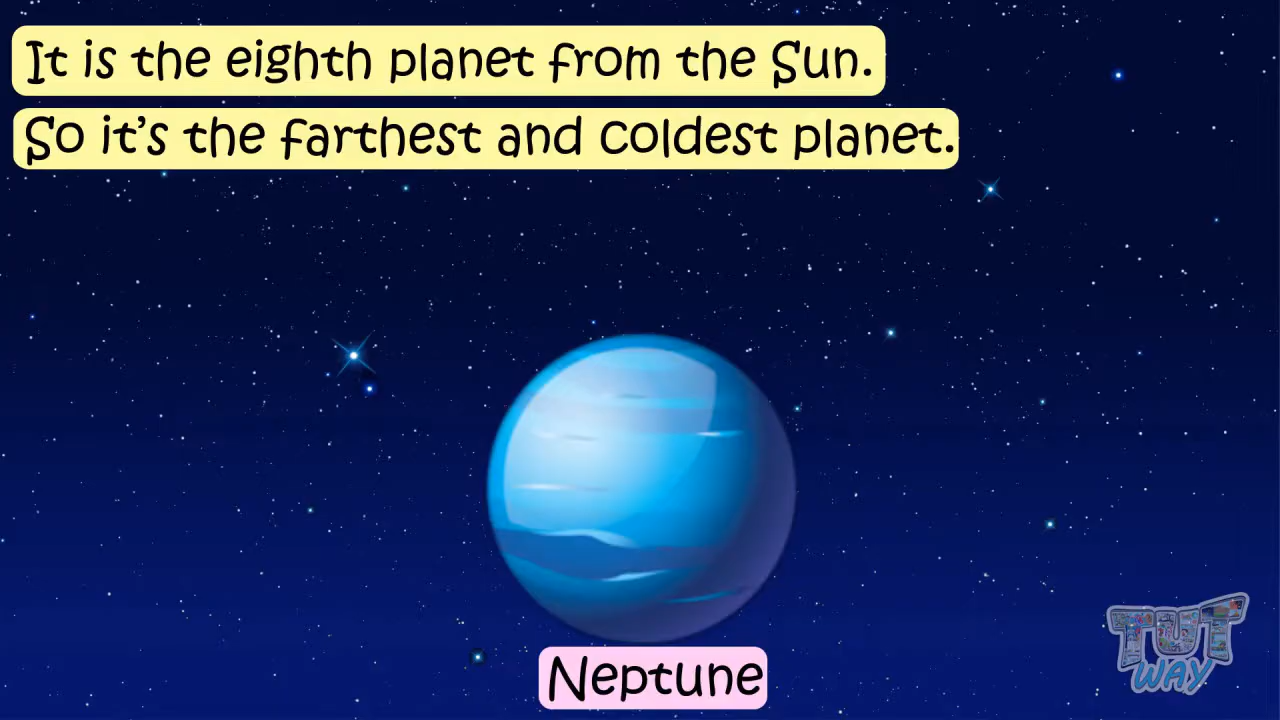 It is the eighth planet from the Sun.
So it's the farthest and coldest planet.
Neptune
TUT
WAY